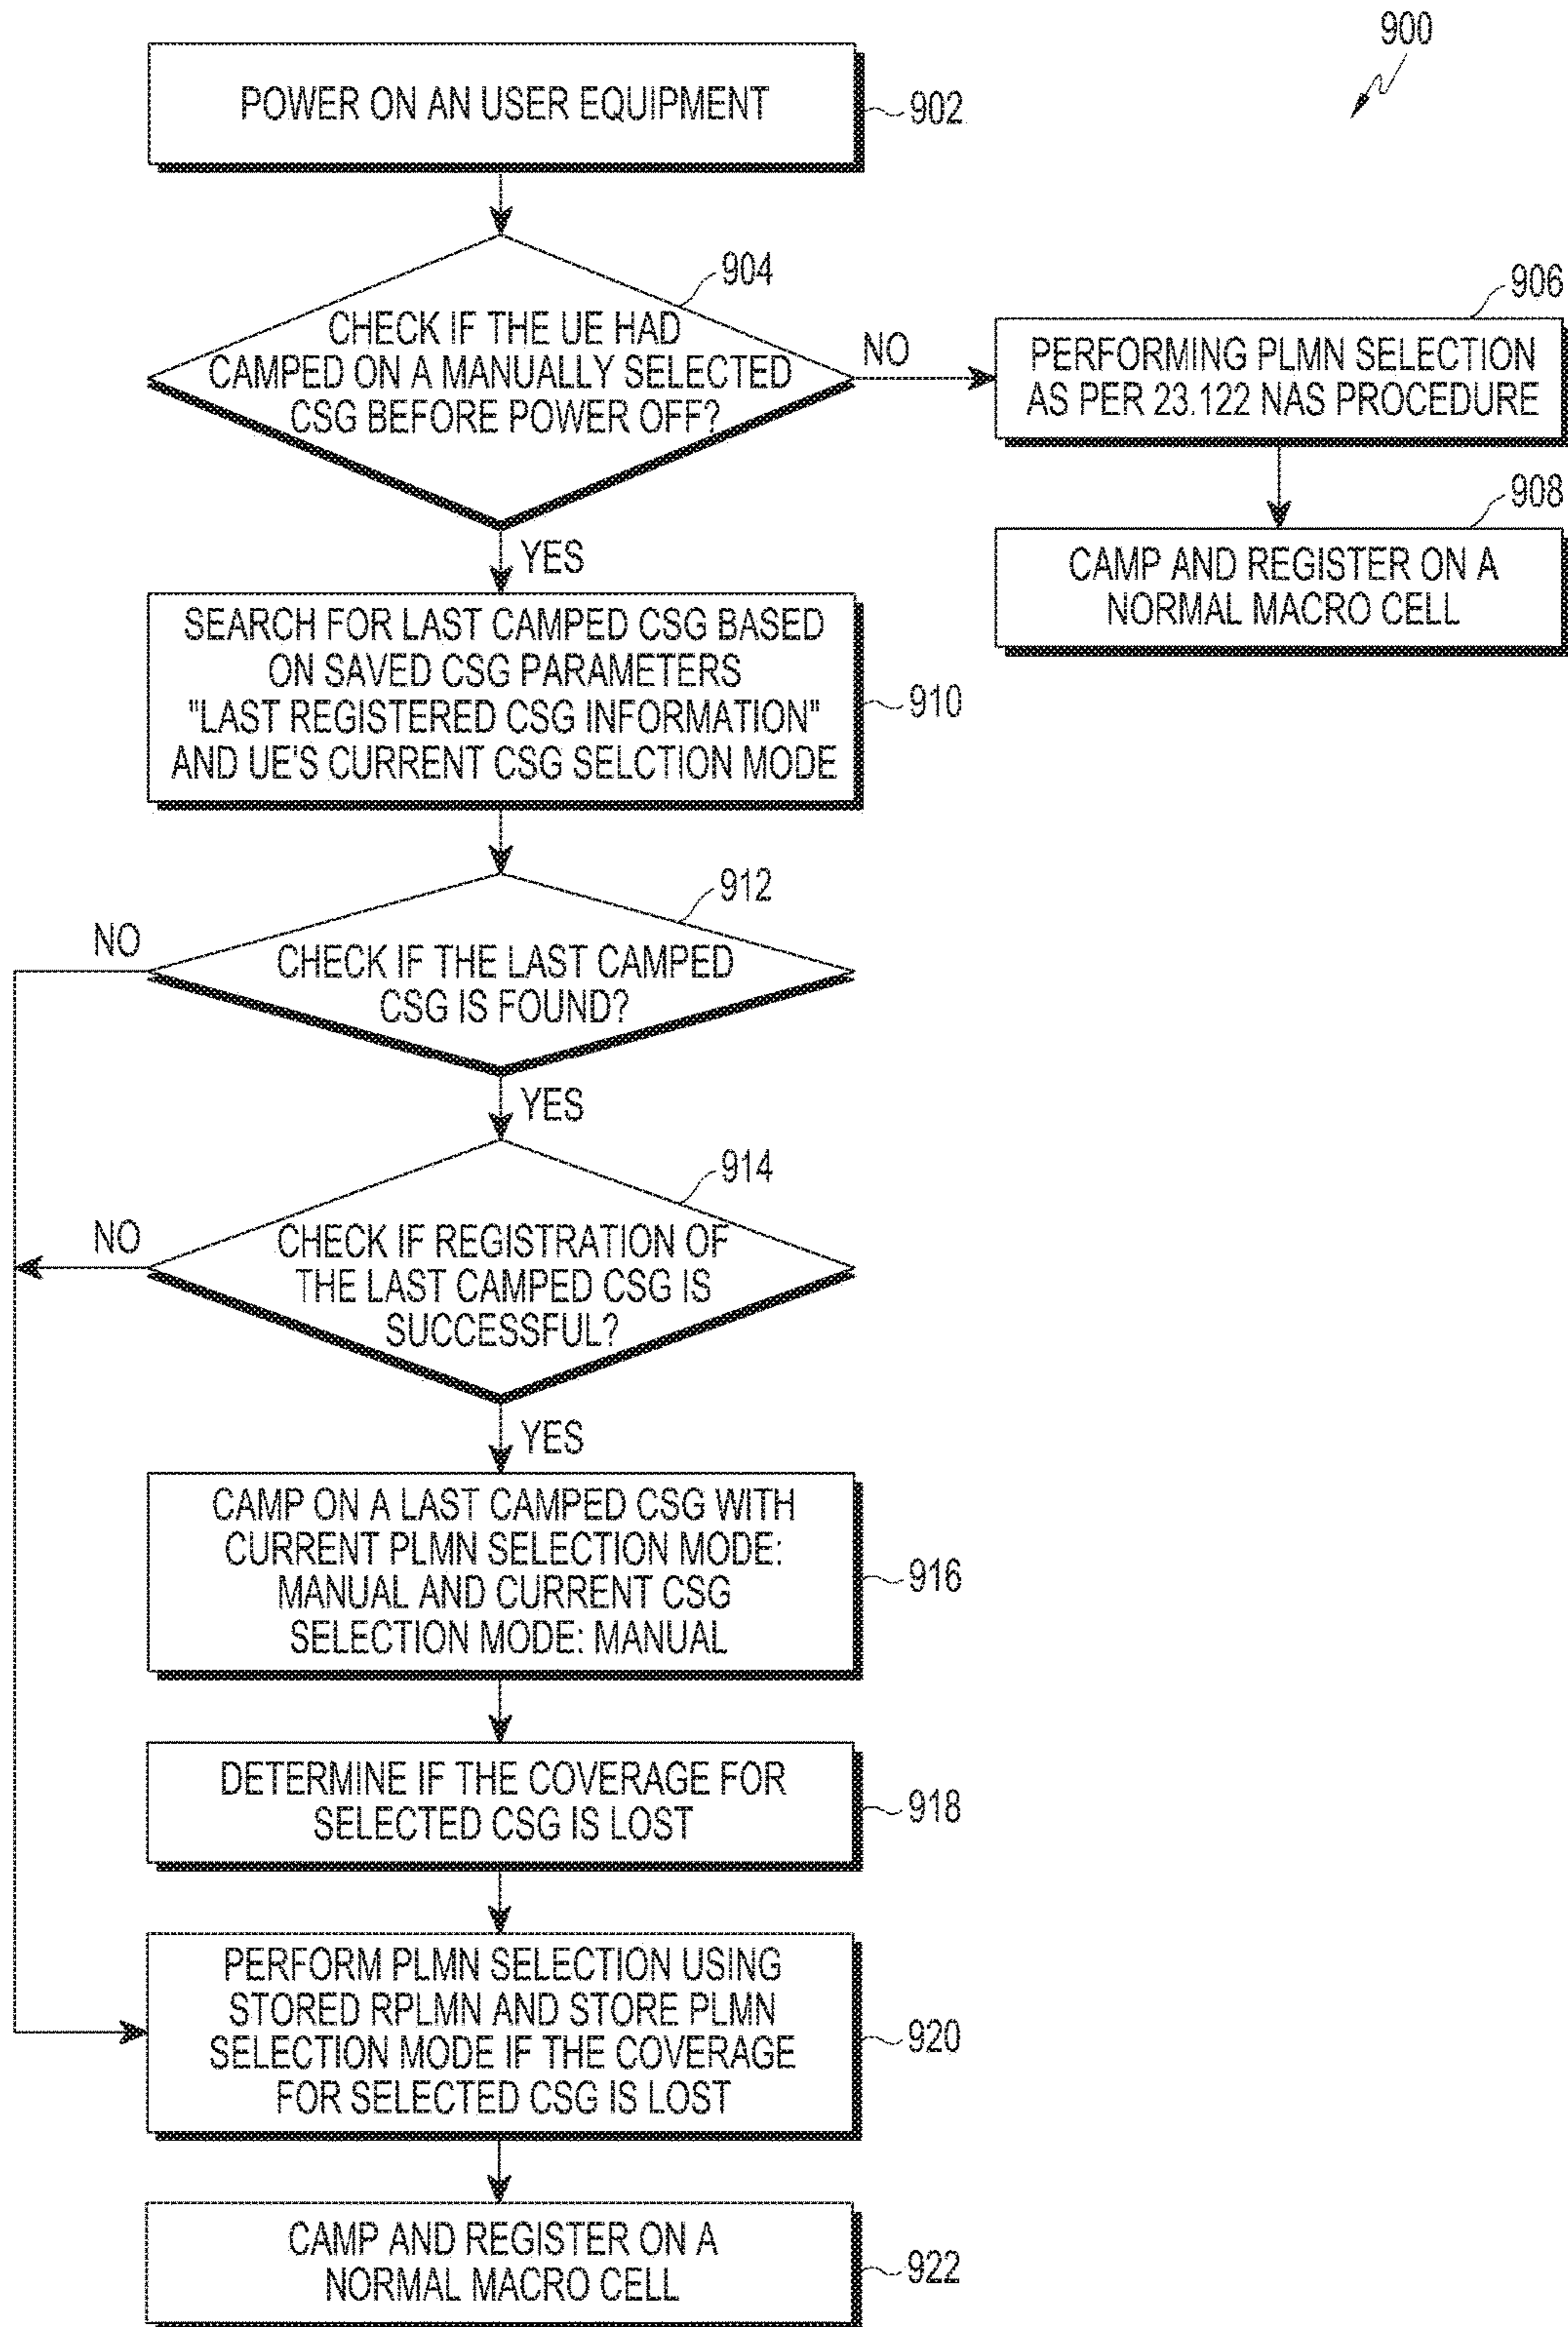 900
POWER ON AN USER EQUIPMENT
902
904
CHECK IF THE UE HAD
CAMPED ON A MANUALLY SELECTED
CSG BEFORE POWER OFF?
NO
906
PERFORMING PLMN SELECTION
AS PER 23.122 NAS PROCEDURE
908
CAMP AND REGISTER ON A
NORMAL MACRO CELL
YES
SEARCH FOR LAST CAMPED CSG BASED
ON SAVED CSG PARAMETERS
"LAST REGISTERED CSG INFORMATION"
AND UE'S CURRENT CSG SELCTION MODE
910
912
NO
CHECK IF THE LAST CAMPED
CSG IS FOUND?
YES
914
NO
CHECK IF REGISTRATION OF
THE LAST CAMPED CSG IS
SUCCESSFUL?
YES
CAMP ON A LAST CAMPED CSG WITH
CURRENT PLMN SELECTION MODE:
MANUAL AND CURRENT CSG
SELECTION MODE: MANUAL
916
DETERMINE IF THE COVERAGE FOR
SELECTED CSG IS LOST
918
PERFORM PLMN SELECTION USING
STORED RPLMN AND STORE PLMN
SELECTION MODE IF THE COVERAGE
FOR SELECTED CSG IS LOST
920
CAMP AND REGISTER ON A
NORMAL MACRO CELL
922